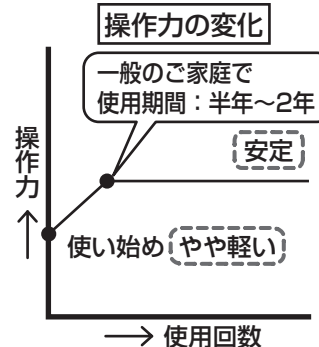 操作力の変化
一般のご家庭で
使用期間：半年～2年
安定
操作力
使い始め やや軽い
使用回数